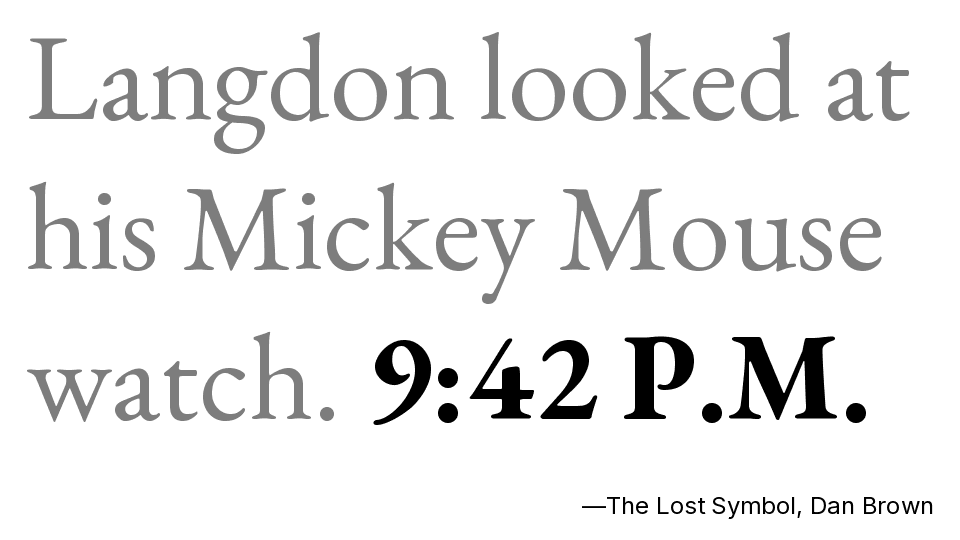 Langdon looked at
his Mickey Mouse
watch. 9:42 P.M.
—The Lost Symbol, Dan Brown